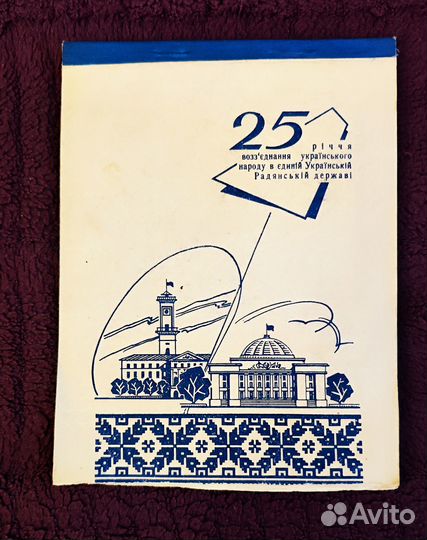 25 річчя
возз'єднання українського
народу в єдиній Українській
Радянській державі
Avito